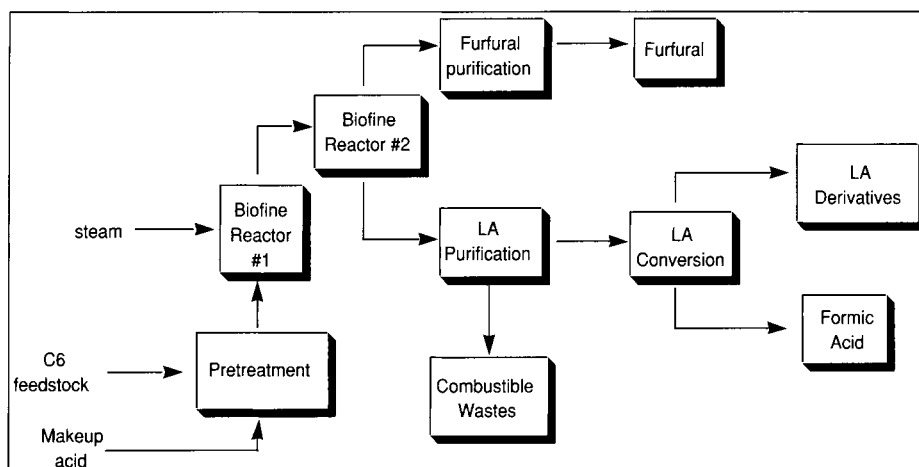 Furfural
purification
Furfural
Biofine
Reactor #2
LA
Derivatives
Biofine
Reactor
#1
steam
LA
Purification
LA
Conversion
Formic
Acid
C6
feedstock
Pretreatment
Combustible
Wastes
Makeup
acid